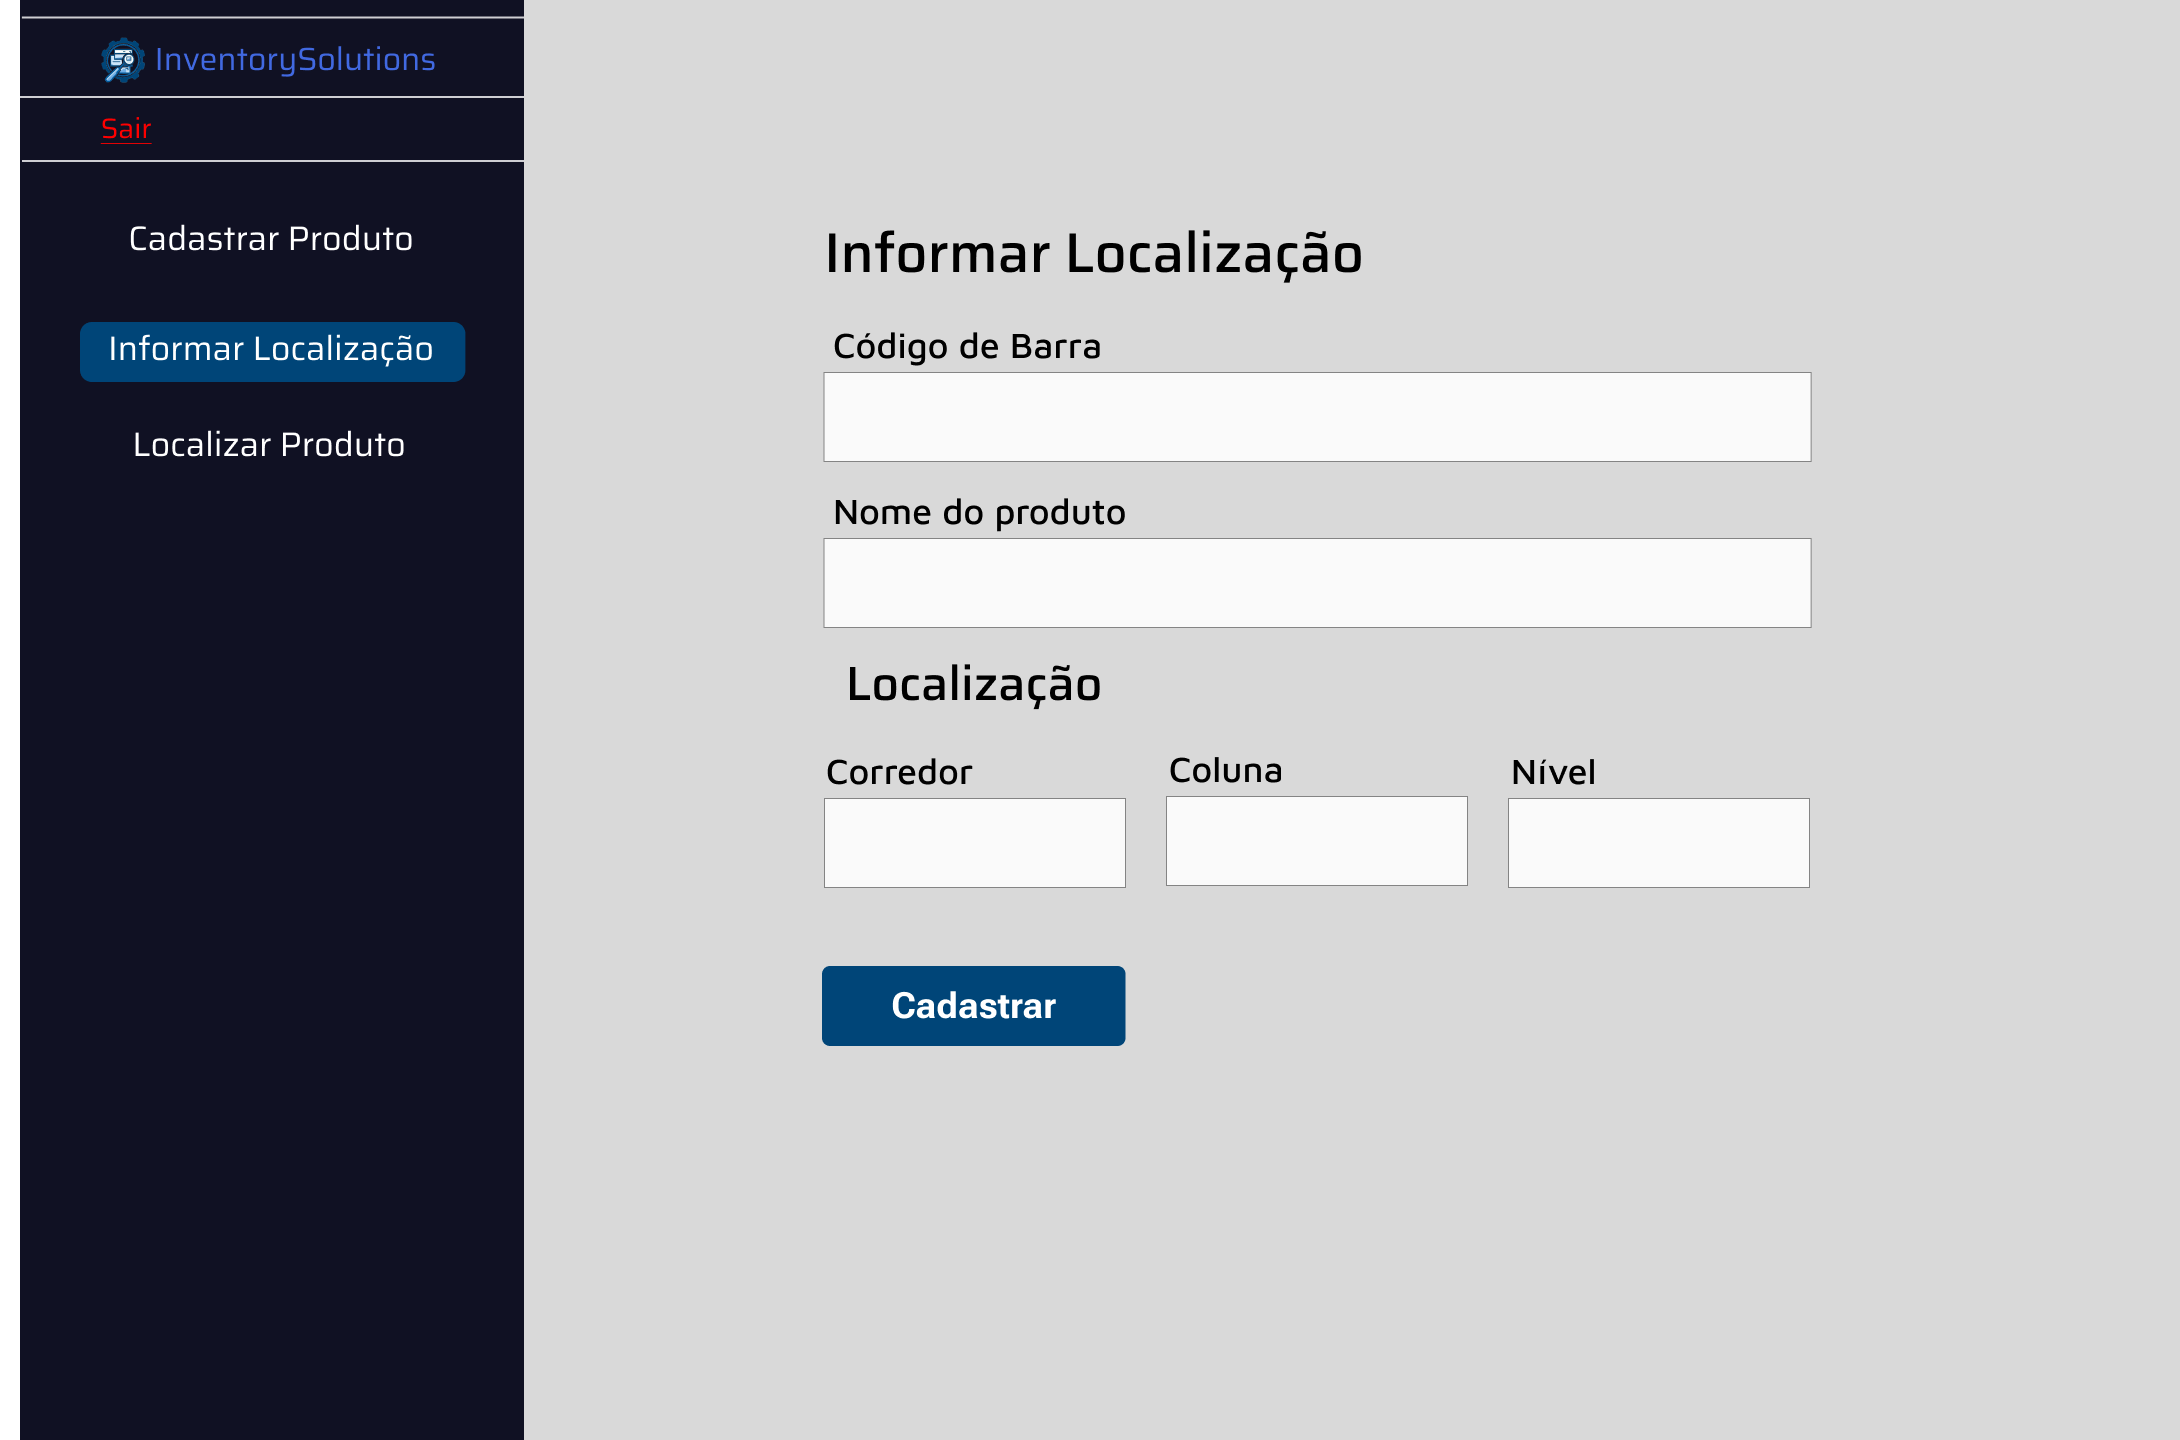 InventorySolutions
Sair
Cadastrar Produto
Informar Localização
Localizar Produto
Informar Localização
Código de Barra
Nome do produto
Localização
Corredor
Coluna
Nível
Cadastrar